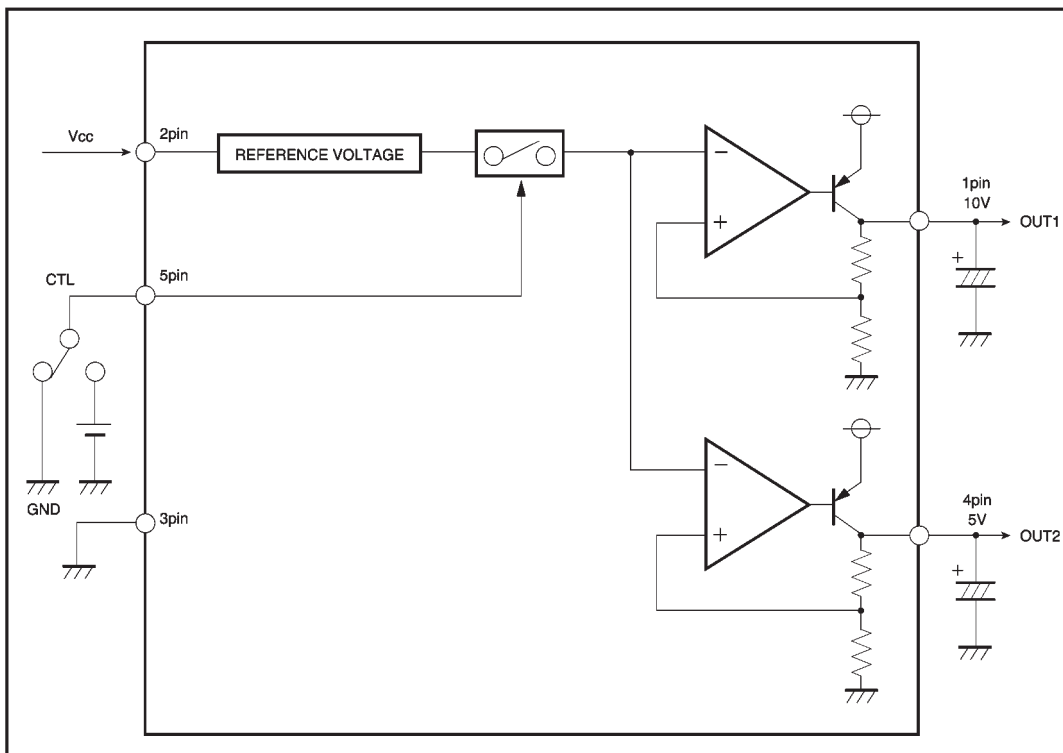 Vcc
2pin
REFERENCE VOLTAGE
−
+
1pin
10V
OUT1
+
CTL
5pin
GND
3pin
−
+
4pin
5V
OUT2
+